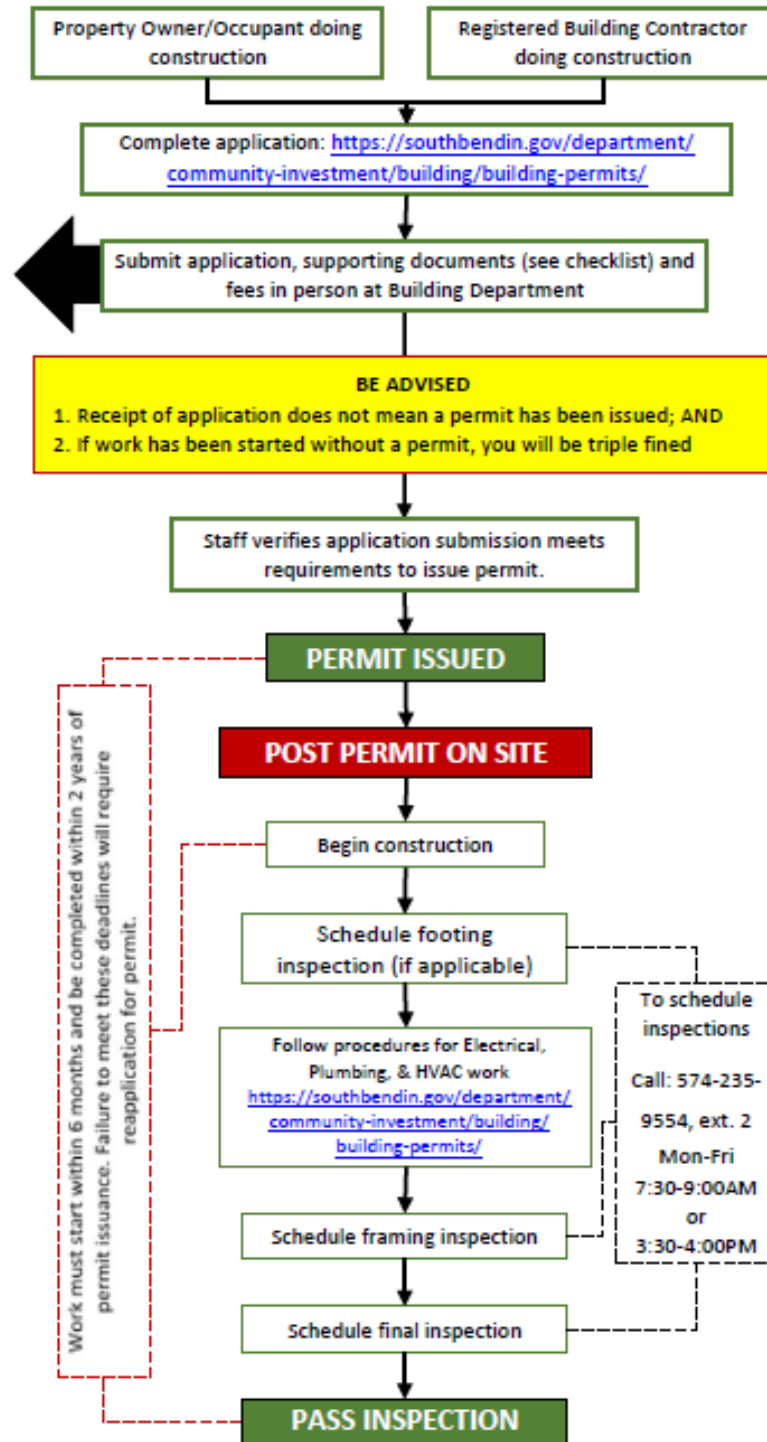 Property Owner/Occupant doing
construction
Registered Building Contractor
doing construction
Complete application: https://southbendin.gov/department/
community-investment/building/building-permits/
Submit application, supporting documents (see checklist) and
fees in person at Building Department
BE ADVISED
1. Receipt of application does not mean a permit has been issued; AND
2. If work has been started without a permit, you will be triple fined
Staff verifies application submission meets
requirements to issue permit.
PERMIT ISSUED
POST PERMIT ON SITE
Work must start within 6 months and be completed within 2 years of
permit issuance. Failure to meet these deadlines will require
reapplication for permit.
Begin construction
Schedule footing
inspection (if applicable)
To schedule
inspections
Call: 574-235-
9554, ext. 2
Mon-Fri
7:30-9:00AM
or
3:30-4:00PM
Follow procedures for Electrical,
Plumbing, & HVAC work
https://southbendin.gov/department/
community-investment/building/
building-permits/
Schedule framing inspection
Schedule final inspection
PASS INSPECTION